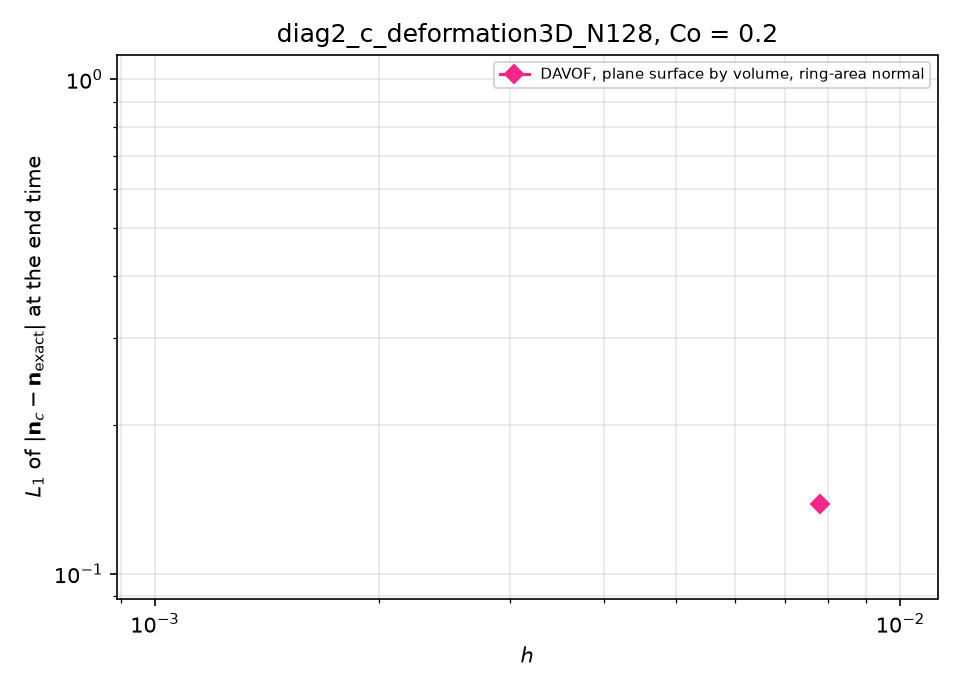 diag2_c_deformation3D_N128, Co = 0.2
DAVOF, plane surface by volume, ring-area normal
10⁰
10⁻¹
L₁ of |n_c − n_exact| at the end time
10⁻³
10⁻²
h